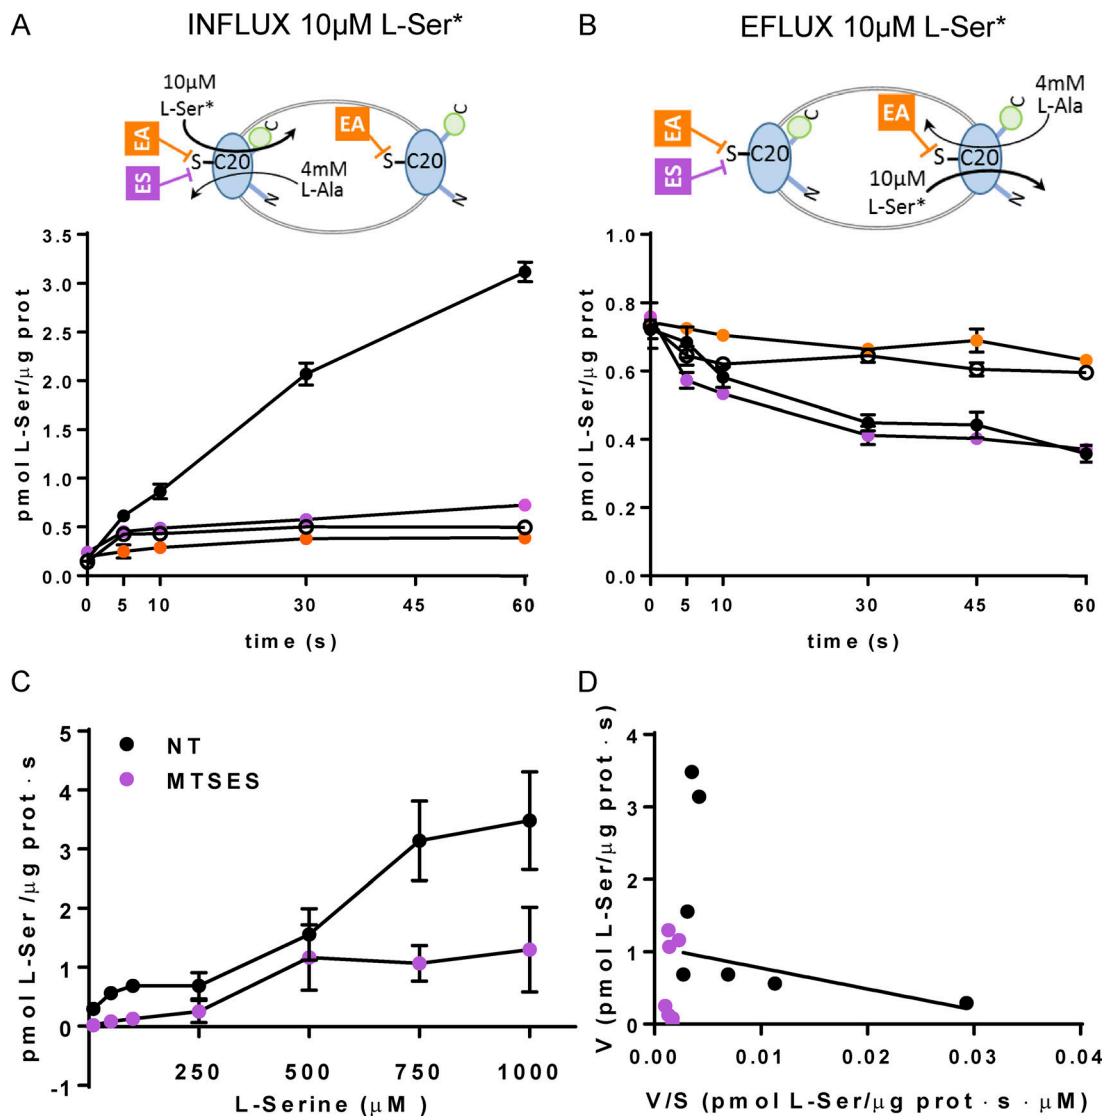 A
INFLUX 10μM L-Ser*
10μM
L-Ser*
EA
ES
S
C20
C
N
4mM
L-Ala
EA
S
C20
C
N
pmol L-Ser/μg prot
3.5
3.0
2.5
2.0
1.5
1.0
0.5
0.0
0 5 10 30 45 60
time (s)
B
EFLUX 10μM L-Ser*
EA
ES
S
C20
C
N
EA
S
C20
C
N
4mM
L-Ala
10μM
L-Ser*
pmol L-Ser/μg prot
1.0
0.8
0.6
0.4
0.2
0.0
0 5 10 30 45 60
time (s)
C
NT
MTSES
pmol L-Ser /μg prot · s
5
4
3
2
1
0
-1
250 500 750 1000
L-Serine (μM )
D
V (pmol L-Ser/μg prot · s)
4
3
2
1
0
0.00 0.01 0.02 0.03 0.04
V/S (pmol L-Ser/μg prot · s · μM)